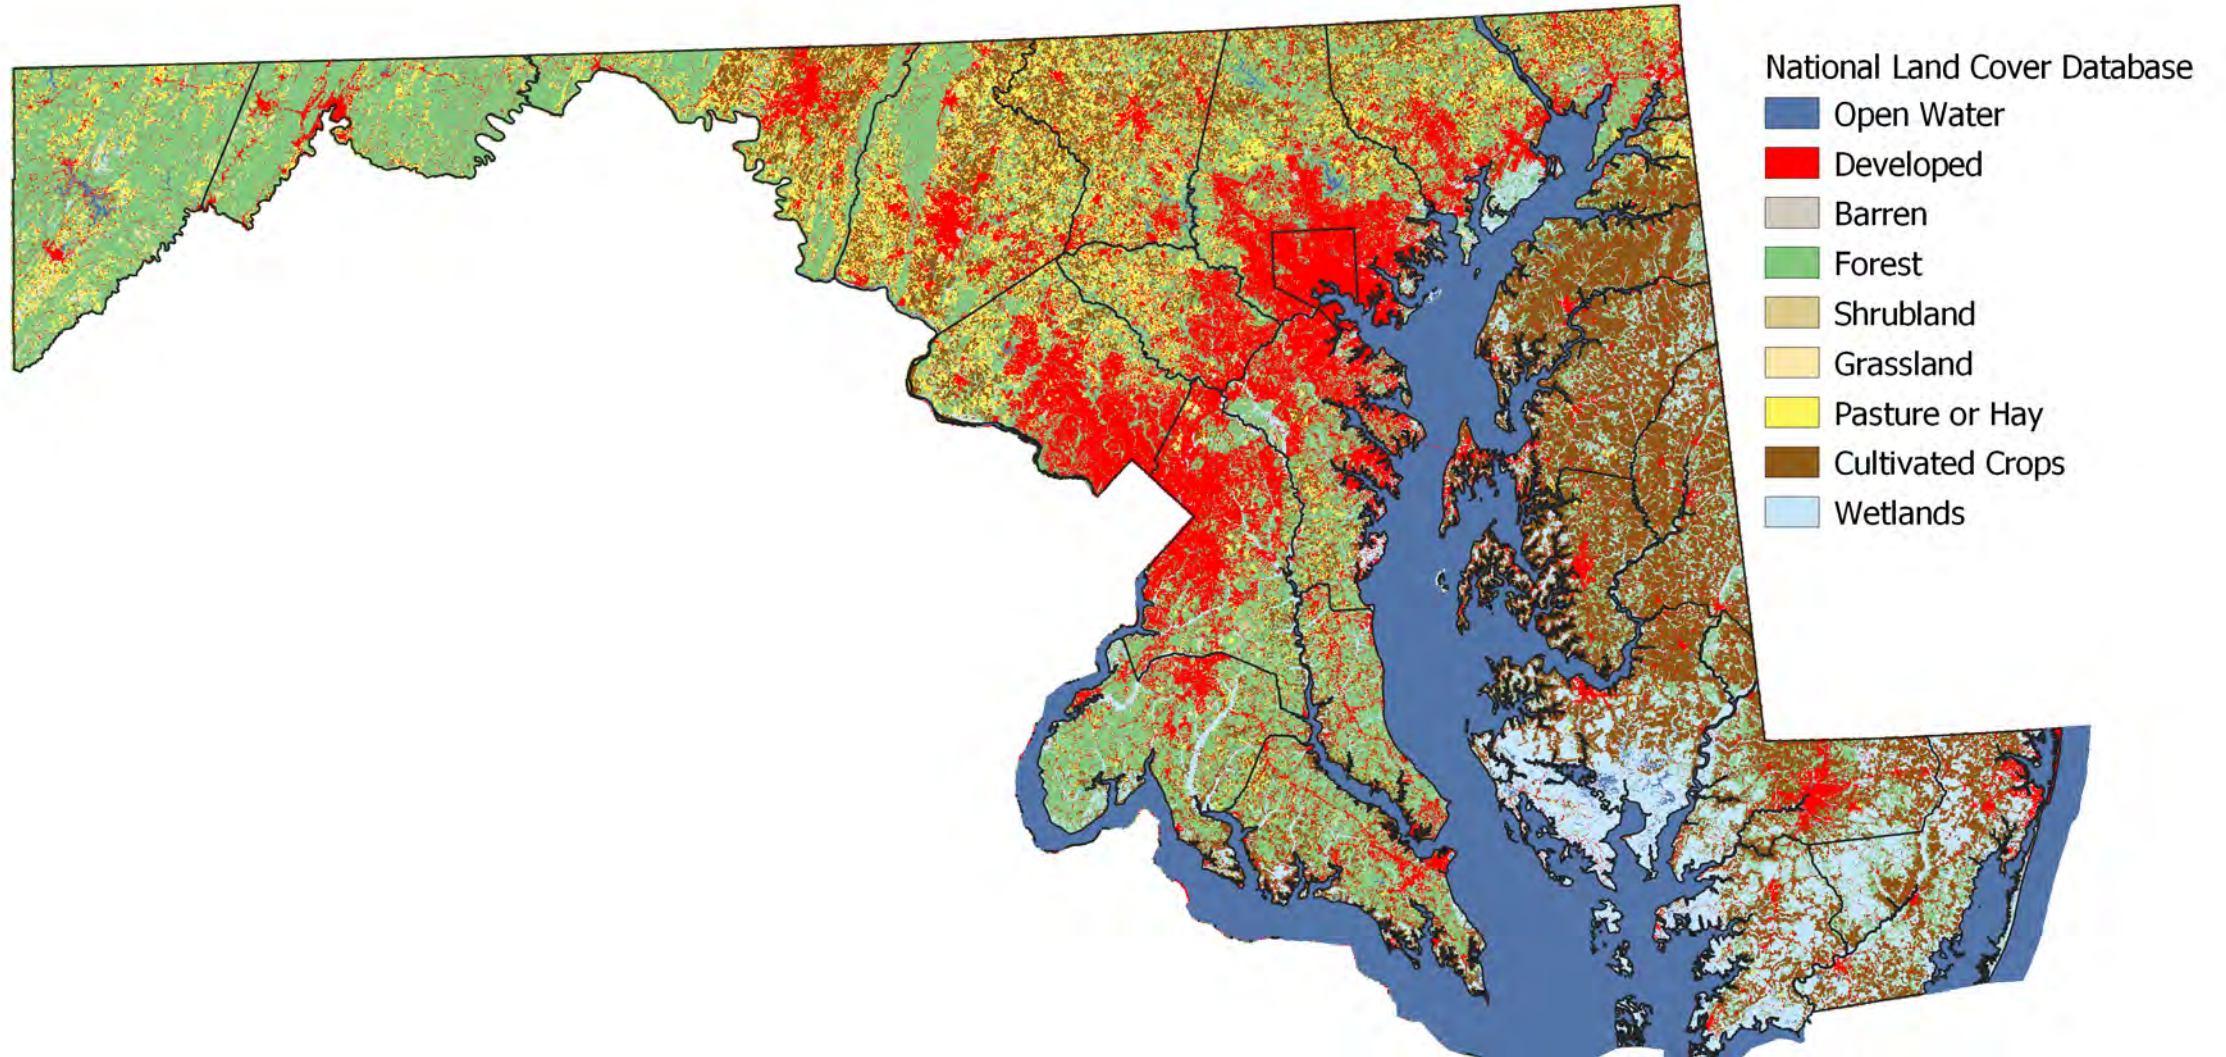 National Land Cover Database
Open Water
Developed
Barren
Forest
Shrubland
Grassland
Pasture or Hay
Cultivated Crops
Wetlands